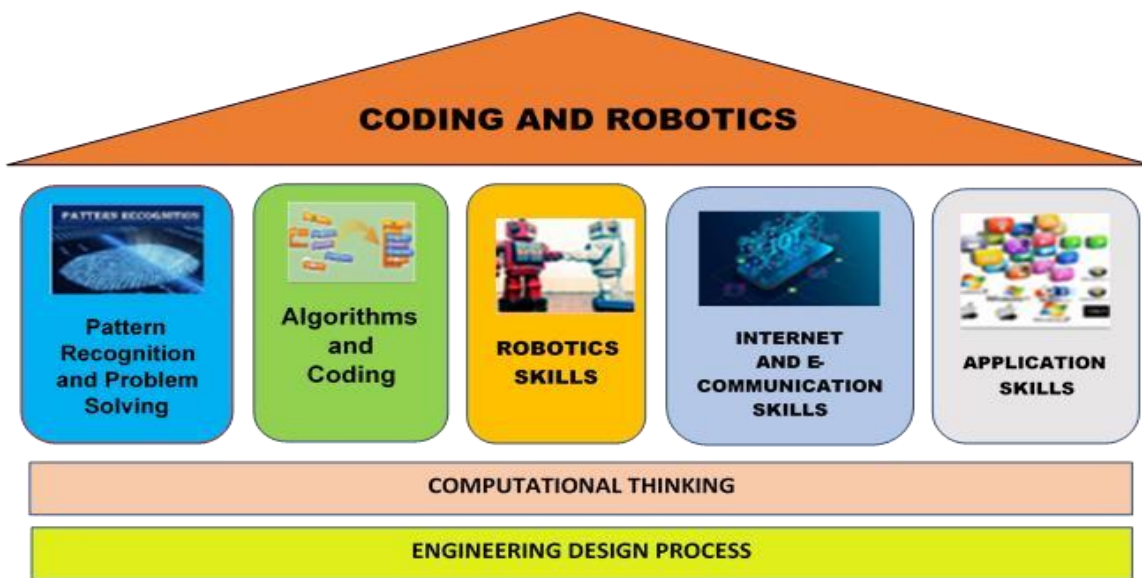 CODING AND ROBOTICS
PATTERN RECOGNITION
Pattern
Recognition
and Problem
Solving
Algorithms
and
Coding
ROBOTICS
SKILLS
IOT
INTERNET
AND E-
COMMUNICATION
SKILLS
APPLICATION
SKILLS
COMPUTATIONAL THINKING
ENGINEERING DESIGN PROCESS